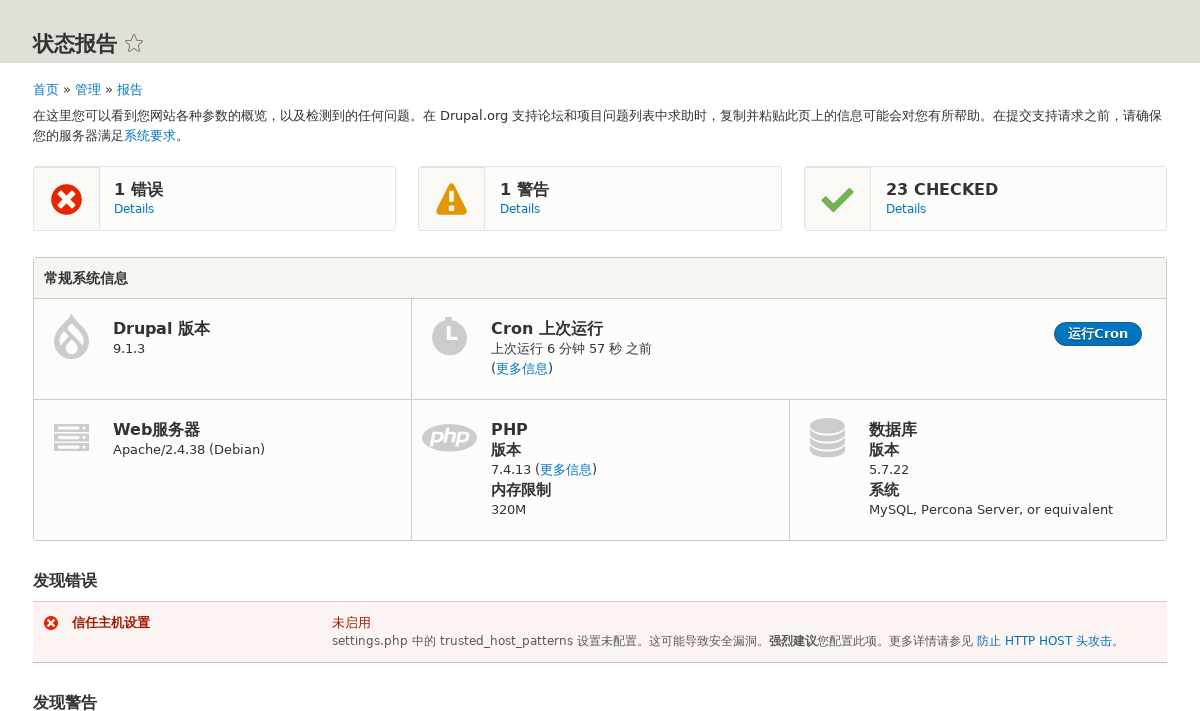 状态报告
首页 » 管理 » 报告
在这里您可以看到您网站各种参数的概览，以及检测到的任何问题。在 Drupal.org 支持论坛和项目问题列表中求助时，复制并粘贴此页上的信息可能会对您有所帮助。在提交支持请求之前，请确保
您的服务器满足系统要求。
1 错误
Details
1 警告
Details
23 CHECKED
Details
常规系统信息
Drupal 版本
9.1.3
Cron 上次运行
上次运行 6 分钟 57 秒 之前
(更多信息)
运行Cron
Web服务器
Apache/2.4.38 (Debian)
php
PHP
版本
7.4.13 (更多信息)
内存限制
320M
数据库
版本
5.7.22
系统
MySQL, Percona Server, or equivalent
发现错误
信任主机设置
未启用
settings.php 中的 trusted_host_patterns 设置未配置。这可能导致安全漏洞。强烈建议您配置此项。更多详情请参见 防止 HTTP HOST 头攻击。
发现警告